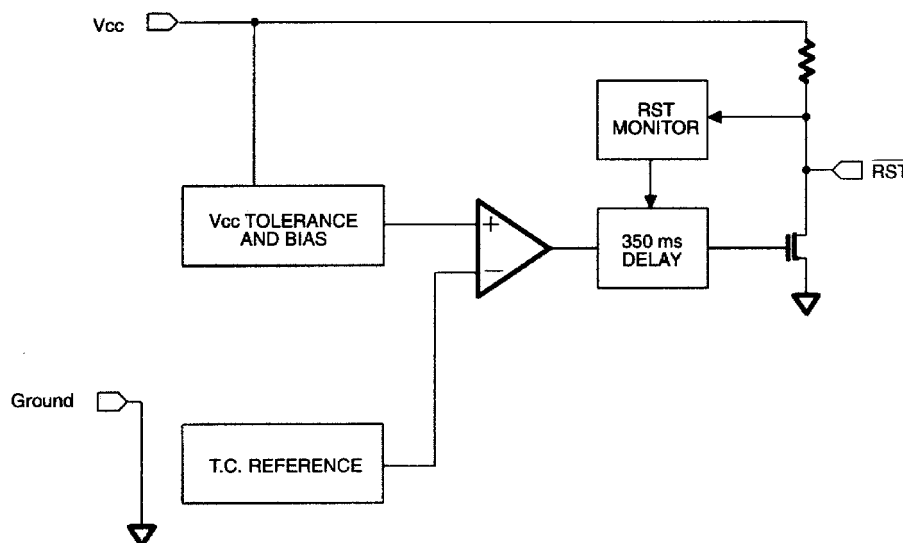 Vcc
RST
MONITOR
RST
Vcc TOLERANCE
AND BIAS
+
−
350 ms
DELAY
Ground
T.C. REFERENCE